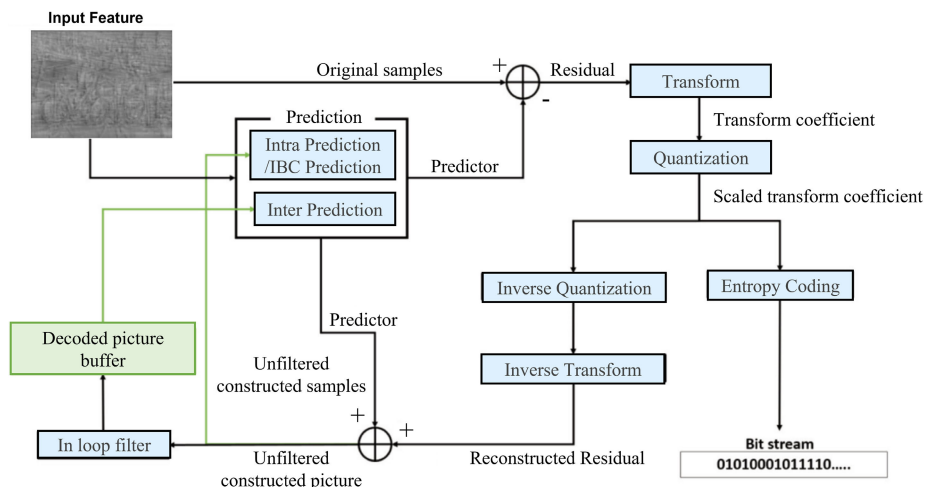 Input Feature
Original samples
+
-
Residual
Transform
Transform coefficient
Prediction
Intra Prediction
/IBC Prediction
Inter Prediction
Predictor
Quantization
Scaled transform coefficient
Inverse Quantization
Entropy Coding
Predictor
Decoded picture
buffer
Unfiltered
constructed samples
Inverse Transform
+
+
In loop filter
Unfiltered
constructed picture
Reconstructed Residual
Bit stream
01010001011110.....